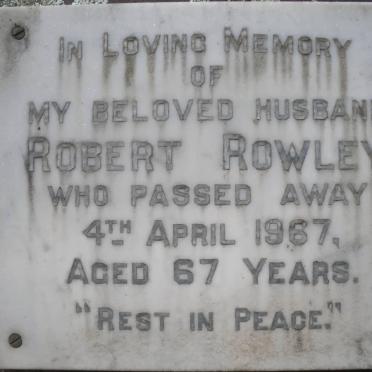 In Loving Memory
of
my beloved husban
Robert Rowley
who passed away
4th April 1967,
Aged 67 Years.
"Rest in Peace."